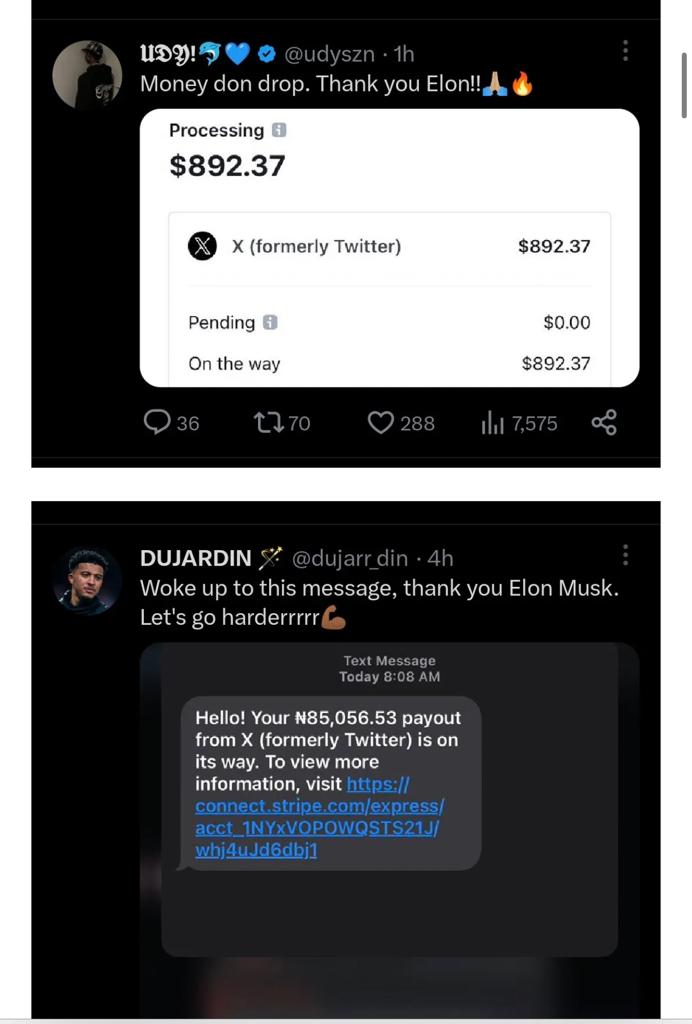 𝖀𝕯𝖄!🐬💙 @udyszn · 1h
Money don drop. Thank you Elon!!🙏🏼🔥
Processing
$892.37
X (formerly Twitter) $892.37
Pending $0.00
On the way $892.37
36 70 288 7,575
DUJARDIN @dujarr_din · 4h
Woke up to this message, thank you Elon Musk.
Let's go harderrrrr💪🏾
Text Message
Today 8:08 AM
Hello! Your ₦85,056.53 payout
from X (formerly Twitter) is on
its way. To view more
information, visit https://
connect.stripe.com/express/
acct_1NYxVOPOWQSTS21J/
whj4uJd6dbj1